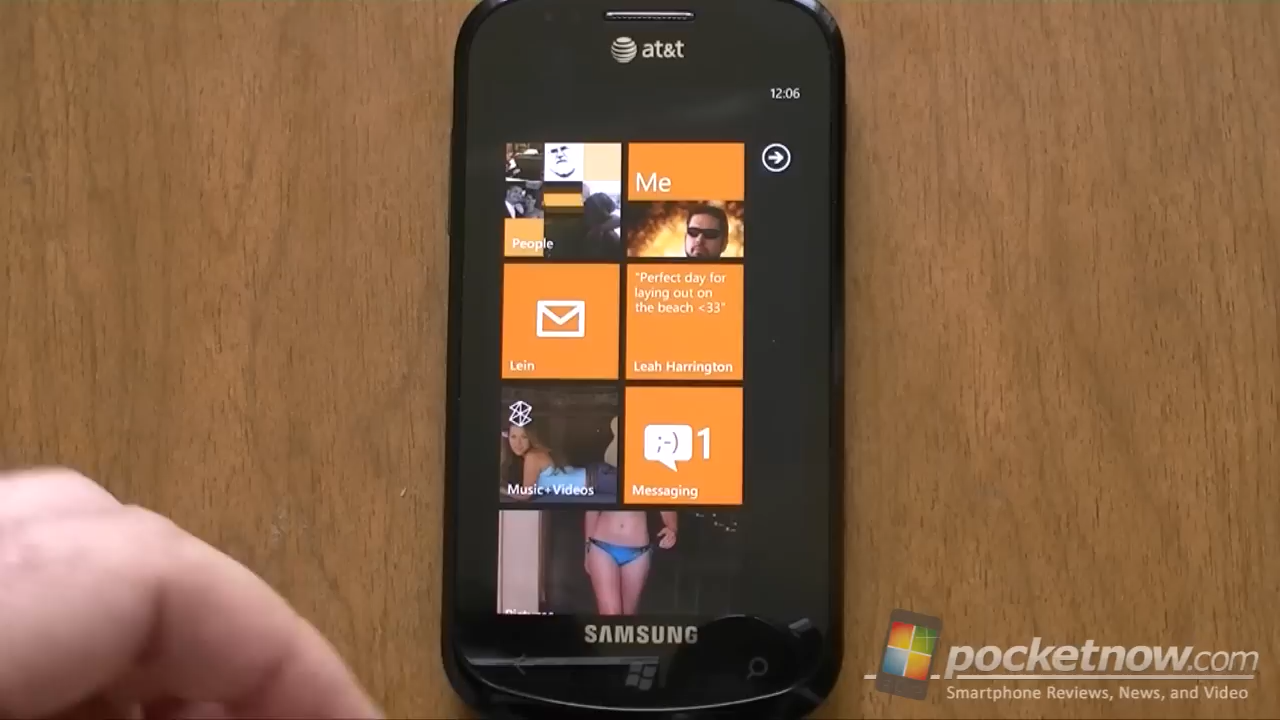 at&t
12:06
Me
People
"Perfect day for
laying out on
the beach <33"
Lein
Leah Harrington
;-) 1
Music+Videos
Messaging
Pictures
SAMSUNG
pocketnow.com
Smartphone Reviews, News, and Video